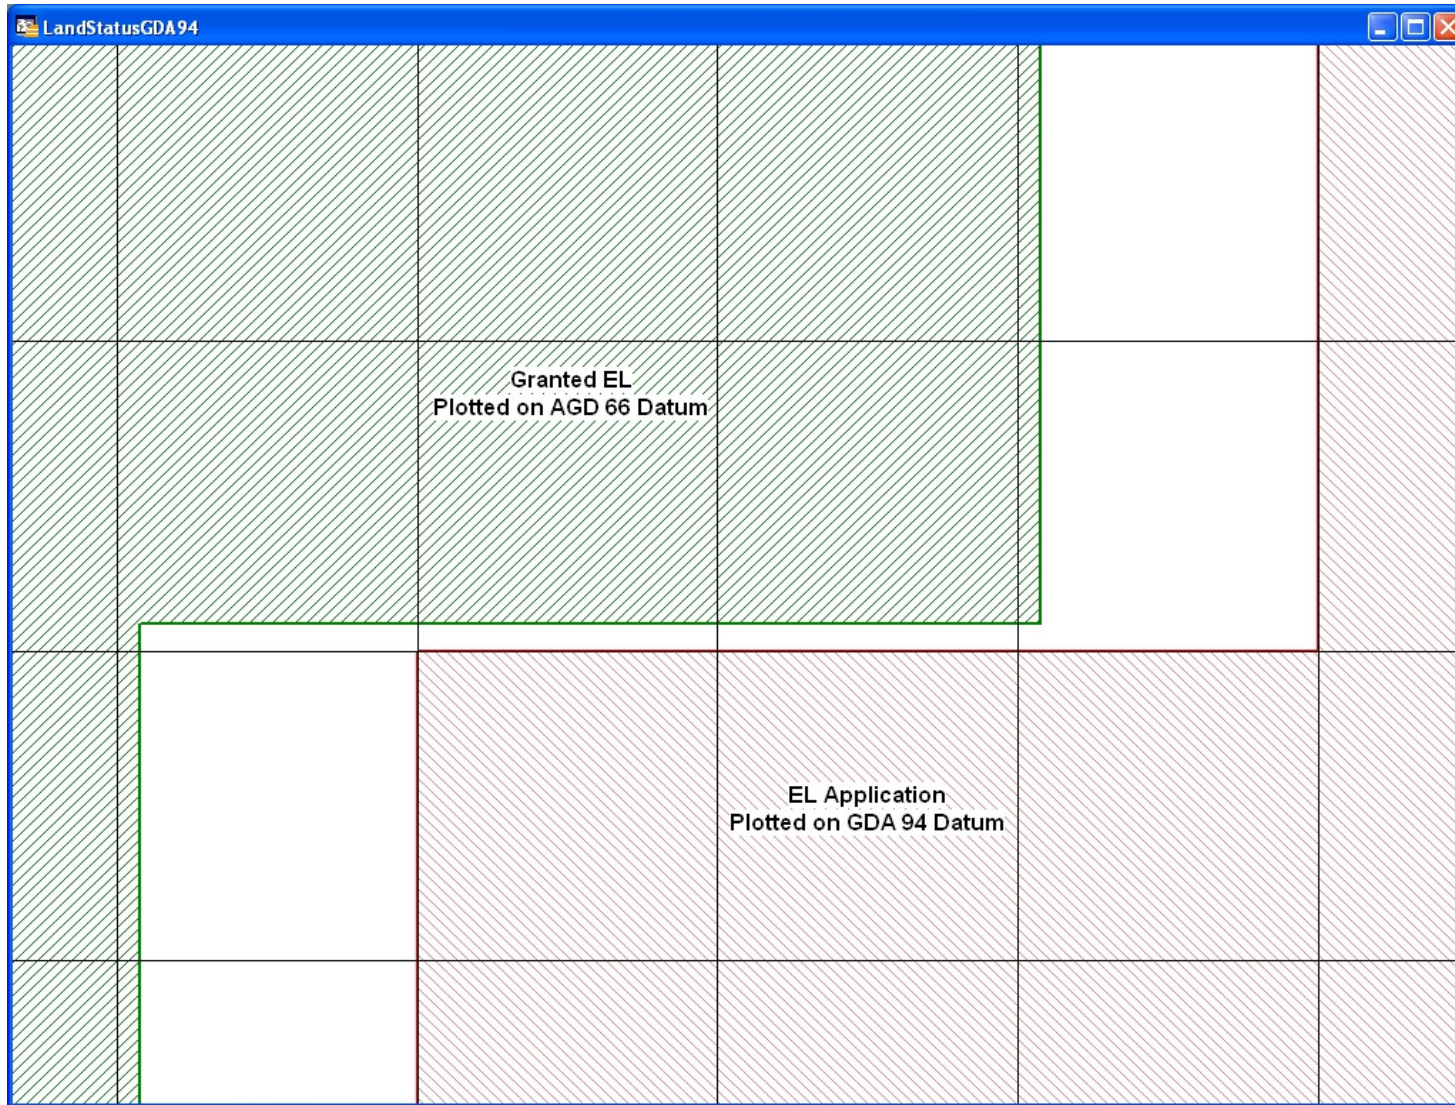 LandStatusGDA94
Granted EL
Plotted on AGD 66 Datum
EL Application
Plotted on GDA 94 Datum